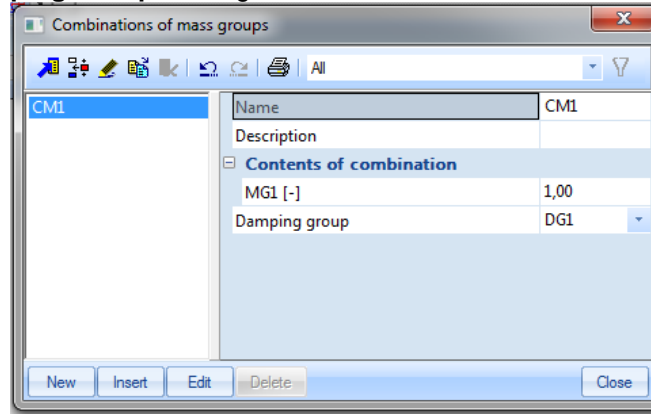 Combinations of mass groups
All
CM1
Name CM1
Description
Contents of combination
MG1 [-] 1,00
Damping group DG1
New Insert Edit Delete Close